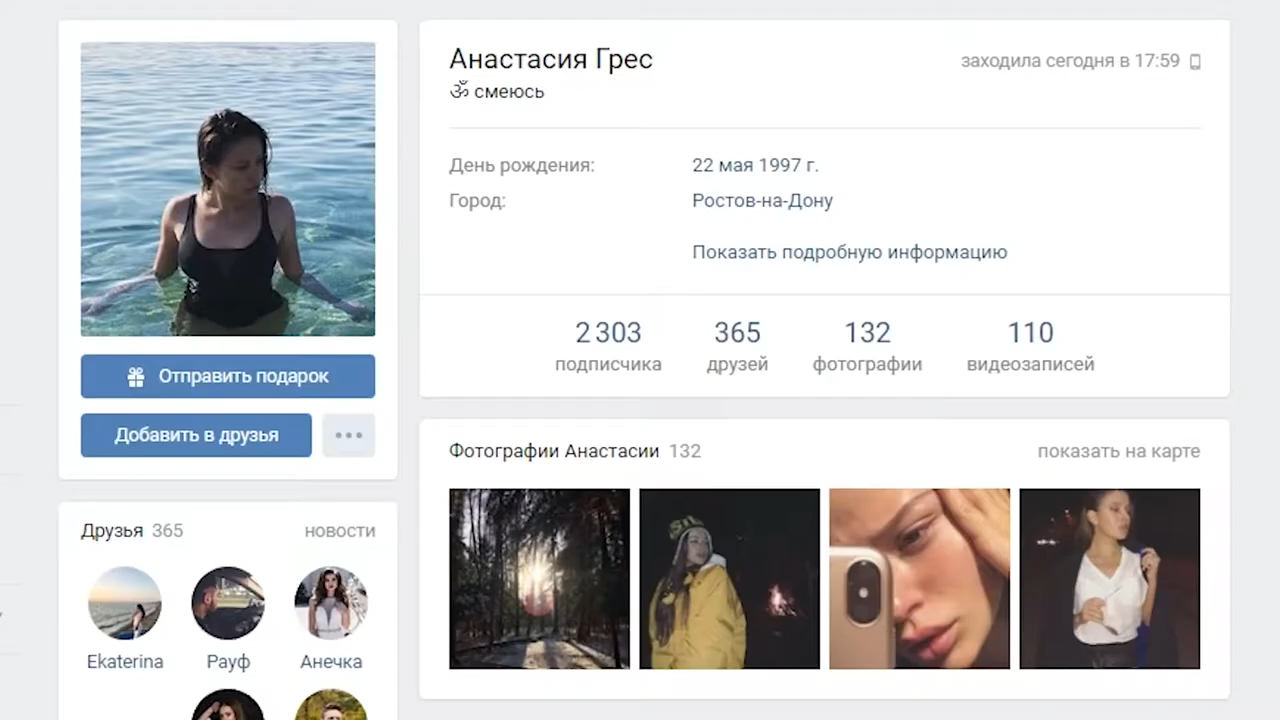 Анастасия Грес
заходила сегодня в 17:59
ॐ смеюсь
День рождения: 22 мая 1997 г.
Город: Ростов-на-Дону
Показать подробную информацию
2 303 365 132 110
подписчика друзей фотографии видеозаписей
Отправить подарок
Добавить в друзья
Фотографии Анастасии 132
показать на карте
Друзья 365
новости
Ekaterina Рауф Анечка